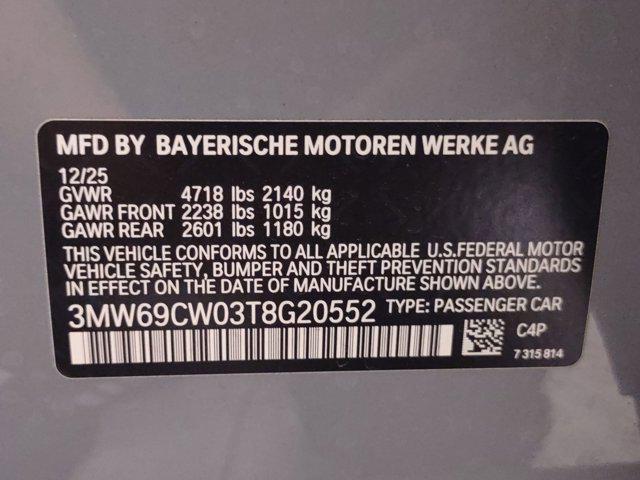 MFD BY BAYERISCHE MOTOREN WERKE AG
12/25
GVWR 4718 lbs 2140 kg
GAWR FRONT 2238 lbs 1015 kg
GAWR REAR 2601 lbs 1180 kg
THIS VEHICLE CONFORMS TO ALL APPLICABLE U.S.FEDERAL MOTOR
VEHICLE SAFETY, BUMPER, AND THEFT PREVENTION
STANDARDS IN EFFECT ON THE DATE OF MANUFACTURE SHOWN ABOVE.
3MW69CW03T8G20552 TYPE: PASSENGER CAR
C4P
7 315 814